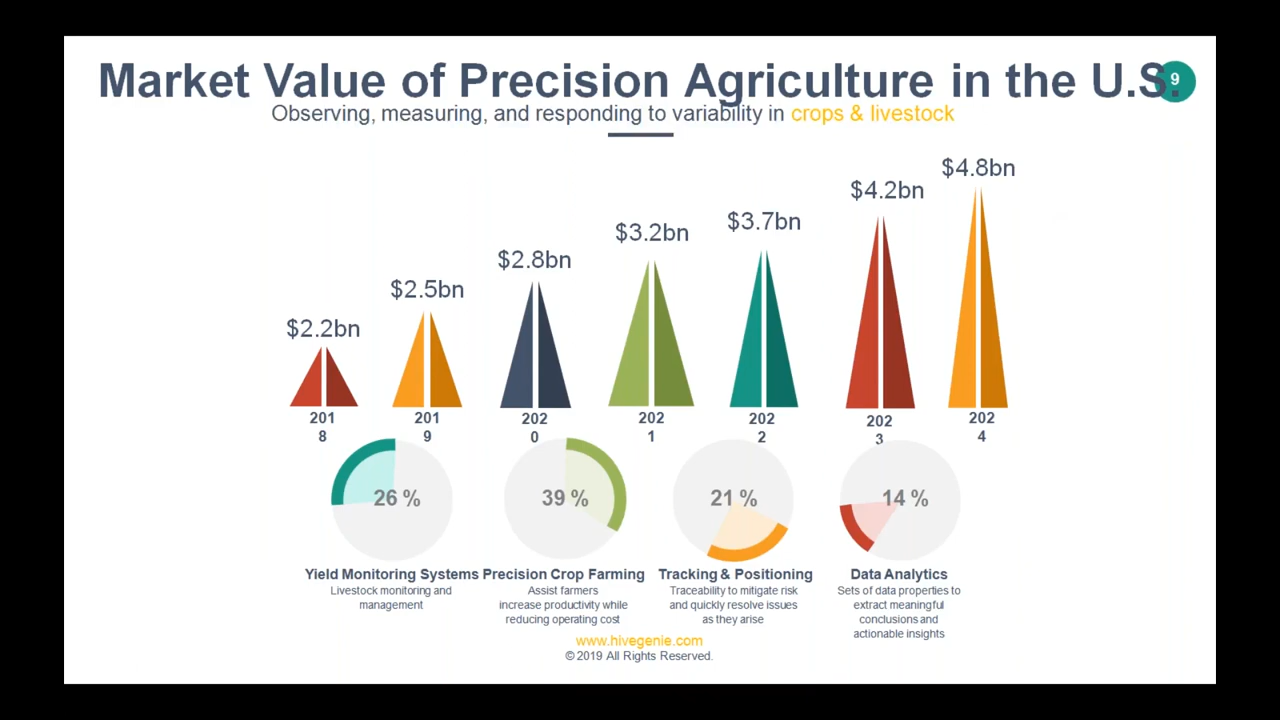 Market Value of Precision Agriculture in the U.S.
9
Observing, measuring, and responding to variability in crops & livestock
$2.2bn
$2.5bn
$2.8bn
$3.2bn
$3.7bn
$4.2bn
$4.8bn
201
8
201
9
202
0
202
1
202
2
202
3
202
4
26 %
39 %
21 %
14 %
Yield Monitoring Systems
Livestock monitoring and
management
Precision Crop Farming
Assist farmers
increase productivity while
reducing operating cost
Tracking & Positioning
Traceability to mitigate risk
and quickly resolve issues
as they arise
Data Analytics
Sets of data properties to
extract meaningful
conclusions and
actionable insights
www.hivegenie.com
© 2019 All Rights Reserved.